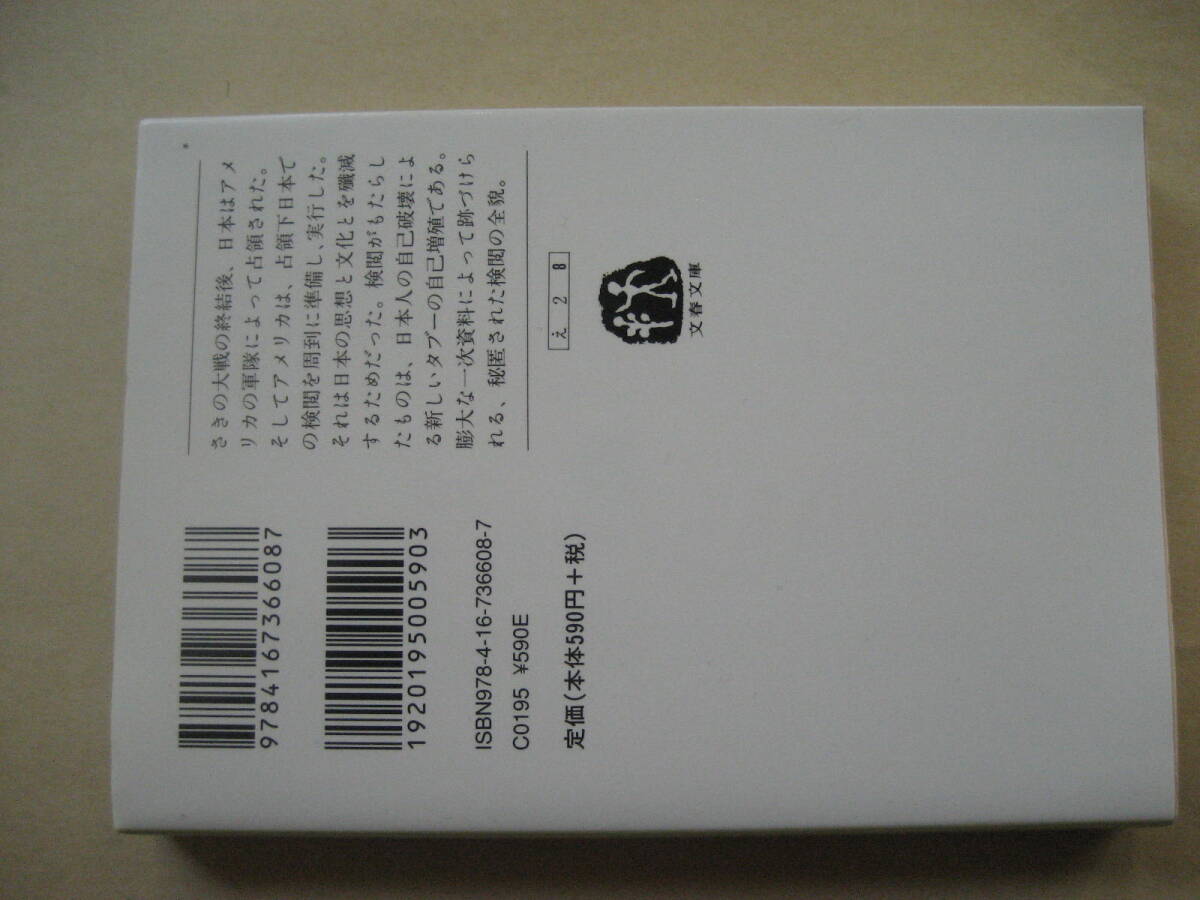 さきの大戦の終結後、日本はアメ
リカの軍隊によって占領された。
そしてアメリカは、占領下日本で
の検閲を周到に準備し、実行した。
それは日本の思想と文化とを殲滅
するためだった。検閲がもたらし
たものは、日本人の自己破壊によ
る新しいタブーの自己増殖である。
膨大な一次資料によって跡づけら
れる、秘匿された検閲の全貌。
え 2 8
文春文庫
9784167366087
1920195005903
ISBN978-4-16-736608-7
C0195 ¥590E
定価(本体590円+税)